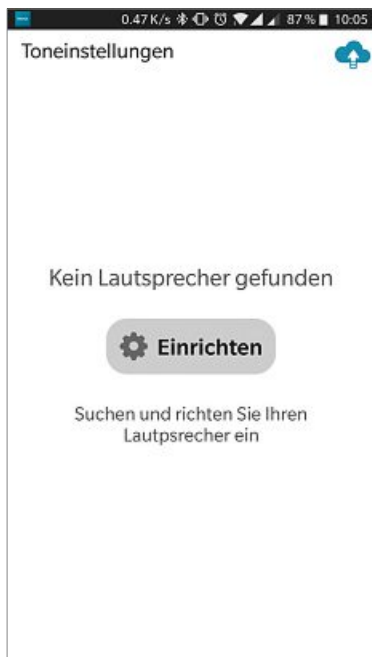 0.47 K/s 87% 10:05
Toneinstellungen
Kein Lautsprecher gefunden
Einrichten
Suchen und richten Sie Ihren
Lautpsrecher ein